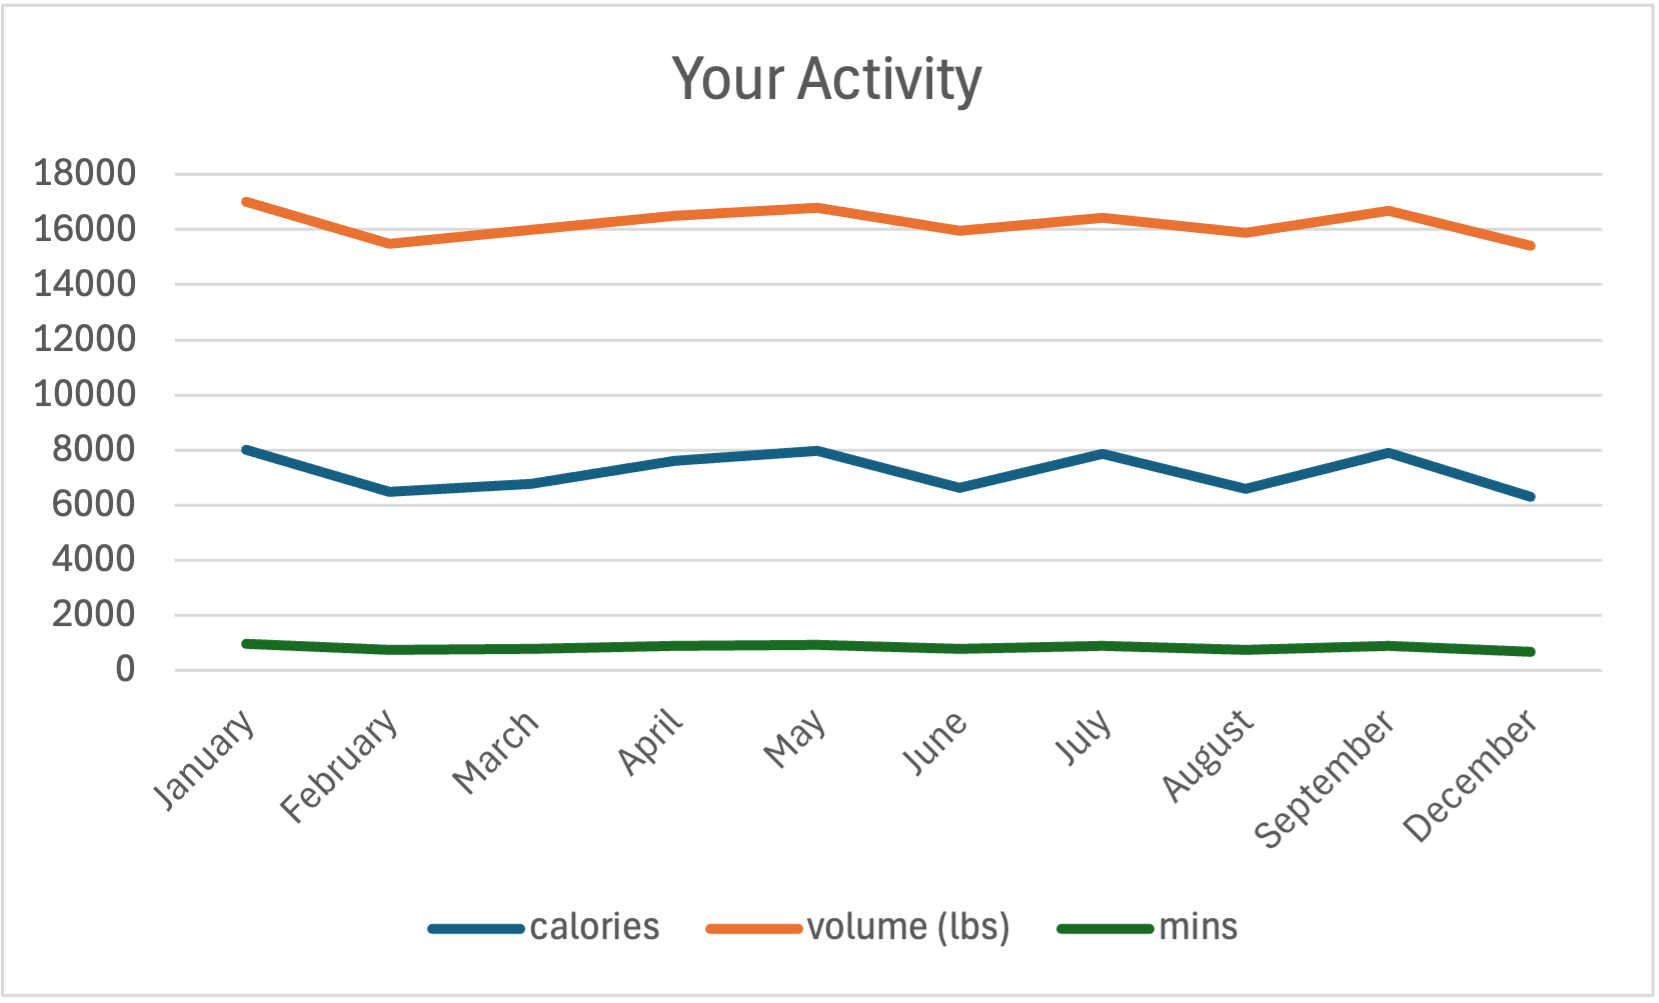 Your Activity
18000
16000
14000
12000
10000
8000
6000
4000
2000
0
January
February
March
April
May
June
July
August
September
December
calories volume (lbs) mins